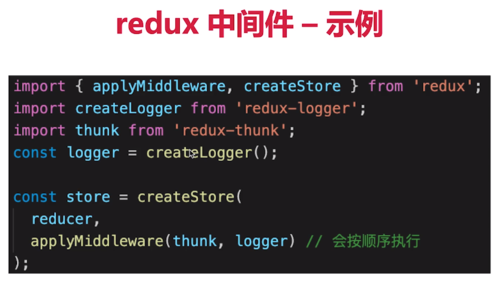 redux 中间件 – 示例
import { applyMiddleware, createStore } from 'redux';
import createLogger from 'redux-logger';
import thunk from 'redux-thunk';
const logger = createLogger();
const store = createStore(
reducer,
applyMiddleware(thunk, logger) // 会按顺序执行
);